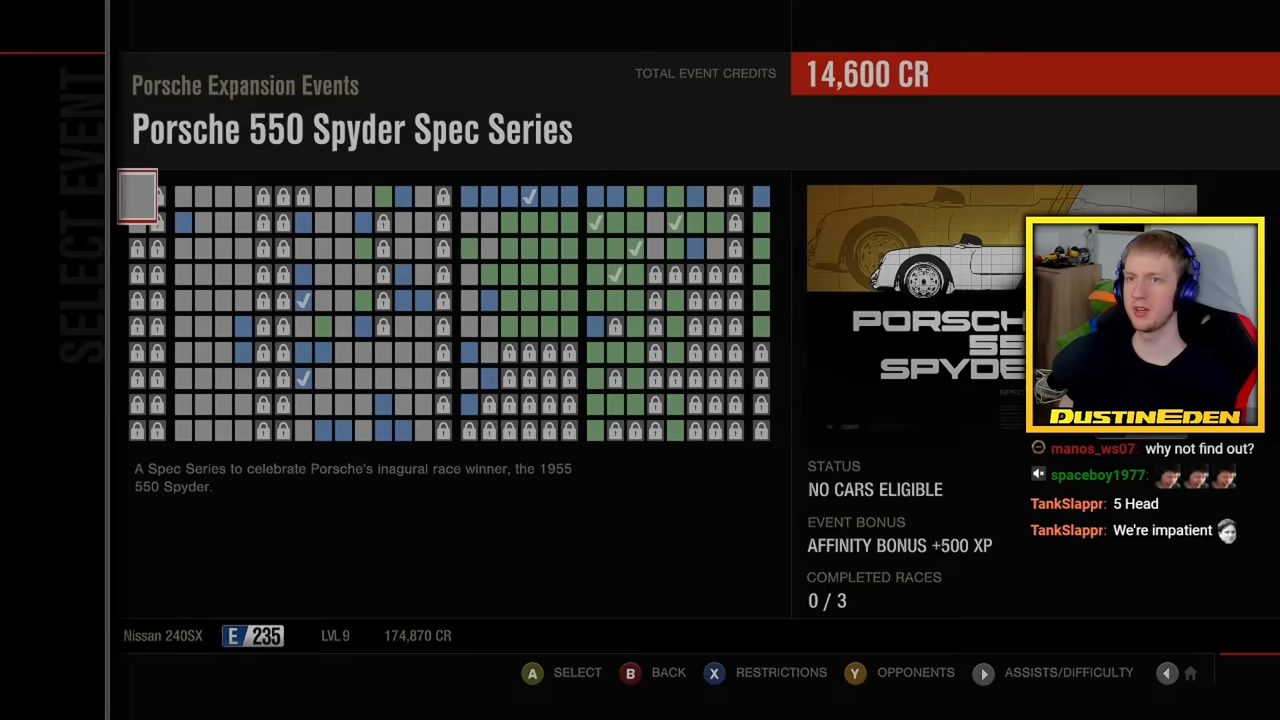 SELECT EVENT
Porsche Expansion Events
Porsche 550 Spyder Spec Series
TOTAL EVENT CREDITS
14,600 CR
PORSCH
55
SPYDE
DUSTINEDEN
manos_ws07: why not find out?
spaceboy1977:
TankSlappr: 5 Head
TankSlappr: We're impatient
A Spec Series to celebrate Porsche's inagural race winner, the 1955
550 Spyder.
STATUS
NO CARS ELIGIBLE
EVENT BONUS
AFFINITY BONUS +500 XP
COMPLETED RACES
0 / 3
Nissan 240SX E 235 LVL 9 174,870 CR
A SELECT B BACK X RESTRICTIONS Y OPPONENTS ASSISTS/DIFFICULTY